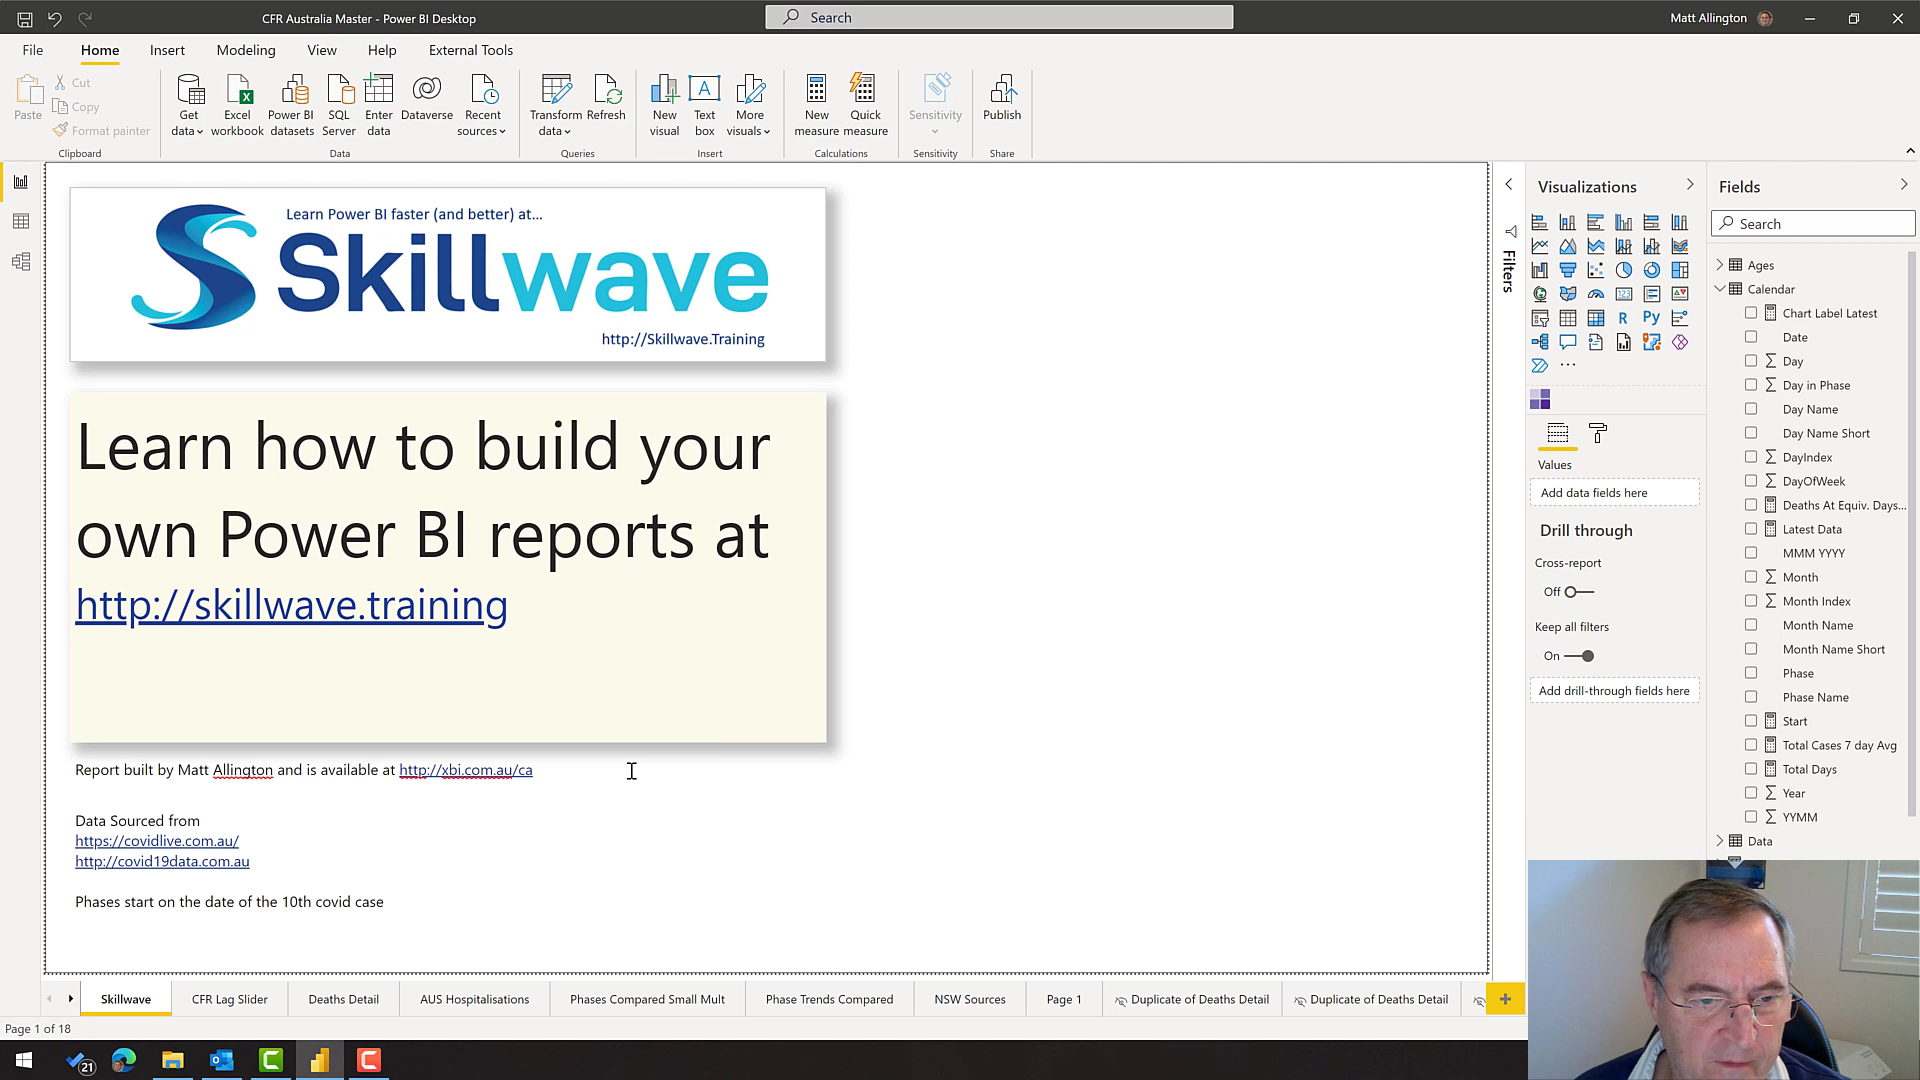 CFR Australia Master - Power BI Desktop
Search
Matt Allington
File
Home
Insert
Modeling
View
Help
External Tools
Paste
Cut
Copy
Format painter
Clipboard
Get data
Excel workbook
Power BI datasets
SQL Server
Enter data
Dataverse
Recent sources
Data
Transform data
Refresh
Queries
New visual
Text box
More visuals
Insert
New measure
Quick measure
Calculations
Sensitivity
Sensitivity
Publish
Share
Learn Power BI faster (and better) at...
Skillwave
http://Skillwave.Training
Learn how to build your
own Power BI reports at
http://skillwave.training
Report built by Matt Allington and is available at http://xbi.com.au/ca
Data Sourced from
https://covidlive.com.au/
http://covid19data.com.au
Phases start on the date of the 10th covid case
Filters
Visualizations
R
Py
Values
Add data fields here
Drill through
Cross-report
Off
Keep all filters
On
Add drill-through fields here
Fields
Search
Ages
Calendar
Chart Label Latest
Date
Day
Day in Phase
Day Name
Day Name Short
DayIndex
DayOfWeek
Deaths At Equiv. Days...
Latest Data
MMM YYYY
Month
Month Index
Month Name
Month Name Short
Phase
Phase Name
Start
Total Cases 7 day Avg
Total Days
Year
YYMM
Data
Skillwave
CFR Lag Slider
Deaths Detail
AUS Hospitalisations
Phases Compared Small Mult
Phase Trends Compared
NSW Sources
Page 1
Duplicate of Deaths Detail
Duplicate of Deaths Detail
Page 1 of 18
21